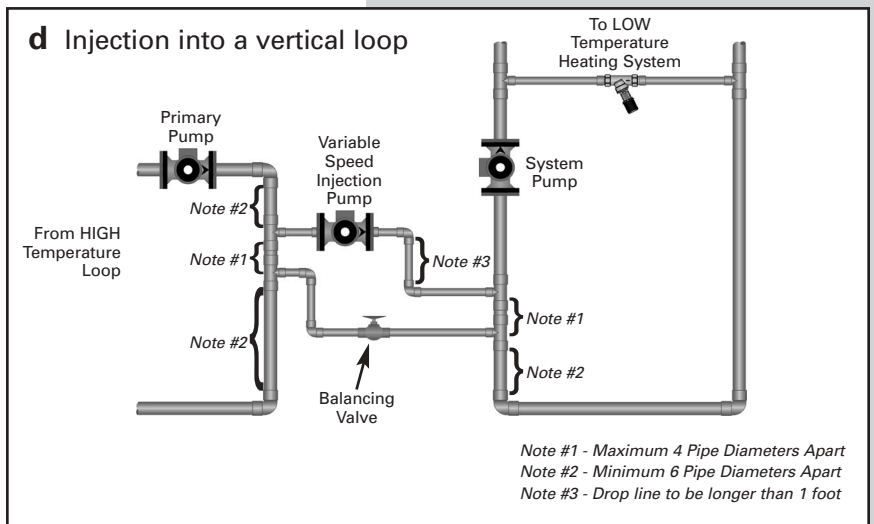 d Injection into a vertical loop
To LOW
Temperature
Heating System
Primary
Pump
Variable
Speed
Injection
Pump
System
Pump
Note #2
From HIGH
Temperature
Loop
Note #1
Note #3
Note #2
Note #1
Note #2
Balancing
Valve
Note #1 - Maximum 4 Pipe Diameters Apart
Note #2 - Minimum 6 Pipe Diameters Apart
Note #3 - Drop line to be longer than 1 foot